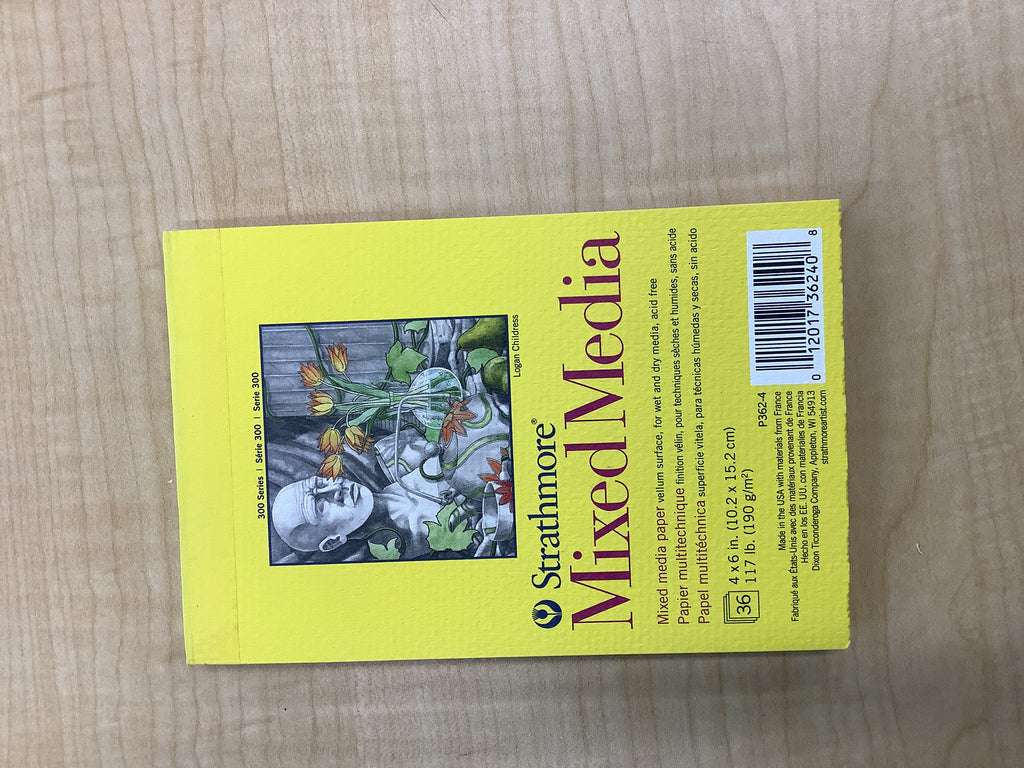 300 Series | Série 300 | Serie 300
Logan Childress
Strathmore®
Mixed Media
Mixed media paper vellum surface, for wet and dry media, acid free
Papier multitechnique finition vélin, pour techniques sèches et humides, sans acide
Papel multitéchnica superficie vitela, para técnicas húmedas y secas, sin acido
36
4 x 6 in. (10.2 x 15.2 cm)
117 lb. (190 g/m²)
P362-4
Made in the USA with materials from France
Fabriqué aux États-Unis avec des matériaux provenant de France
Hecho en los EE. UU. con materiales de Francia
Dixon Ticonderoga Company, Appleton, WI 54913
strathmoreartist.com
0 12017 36240 8